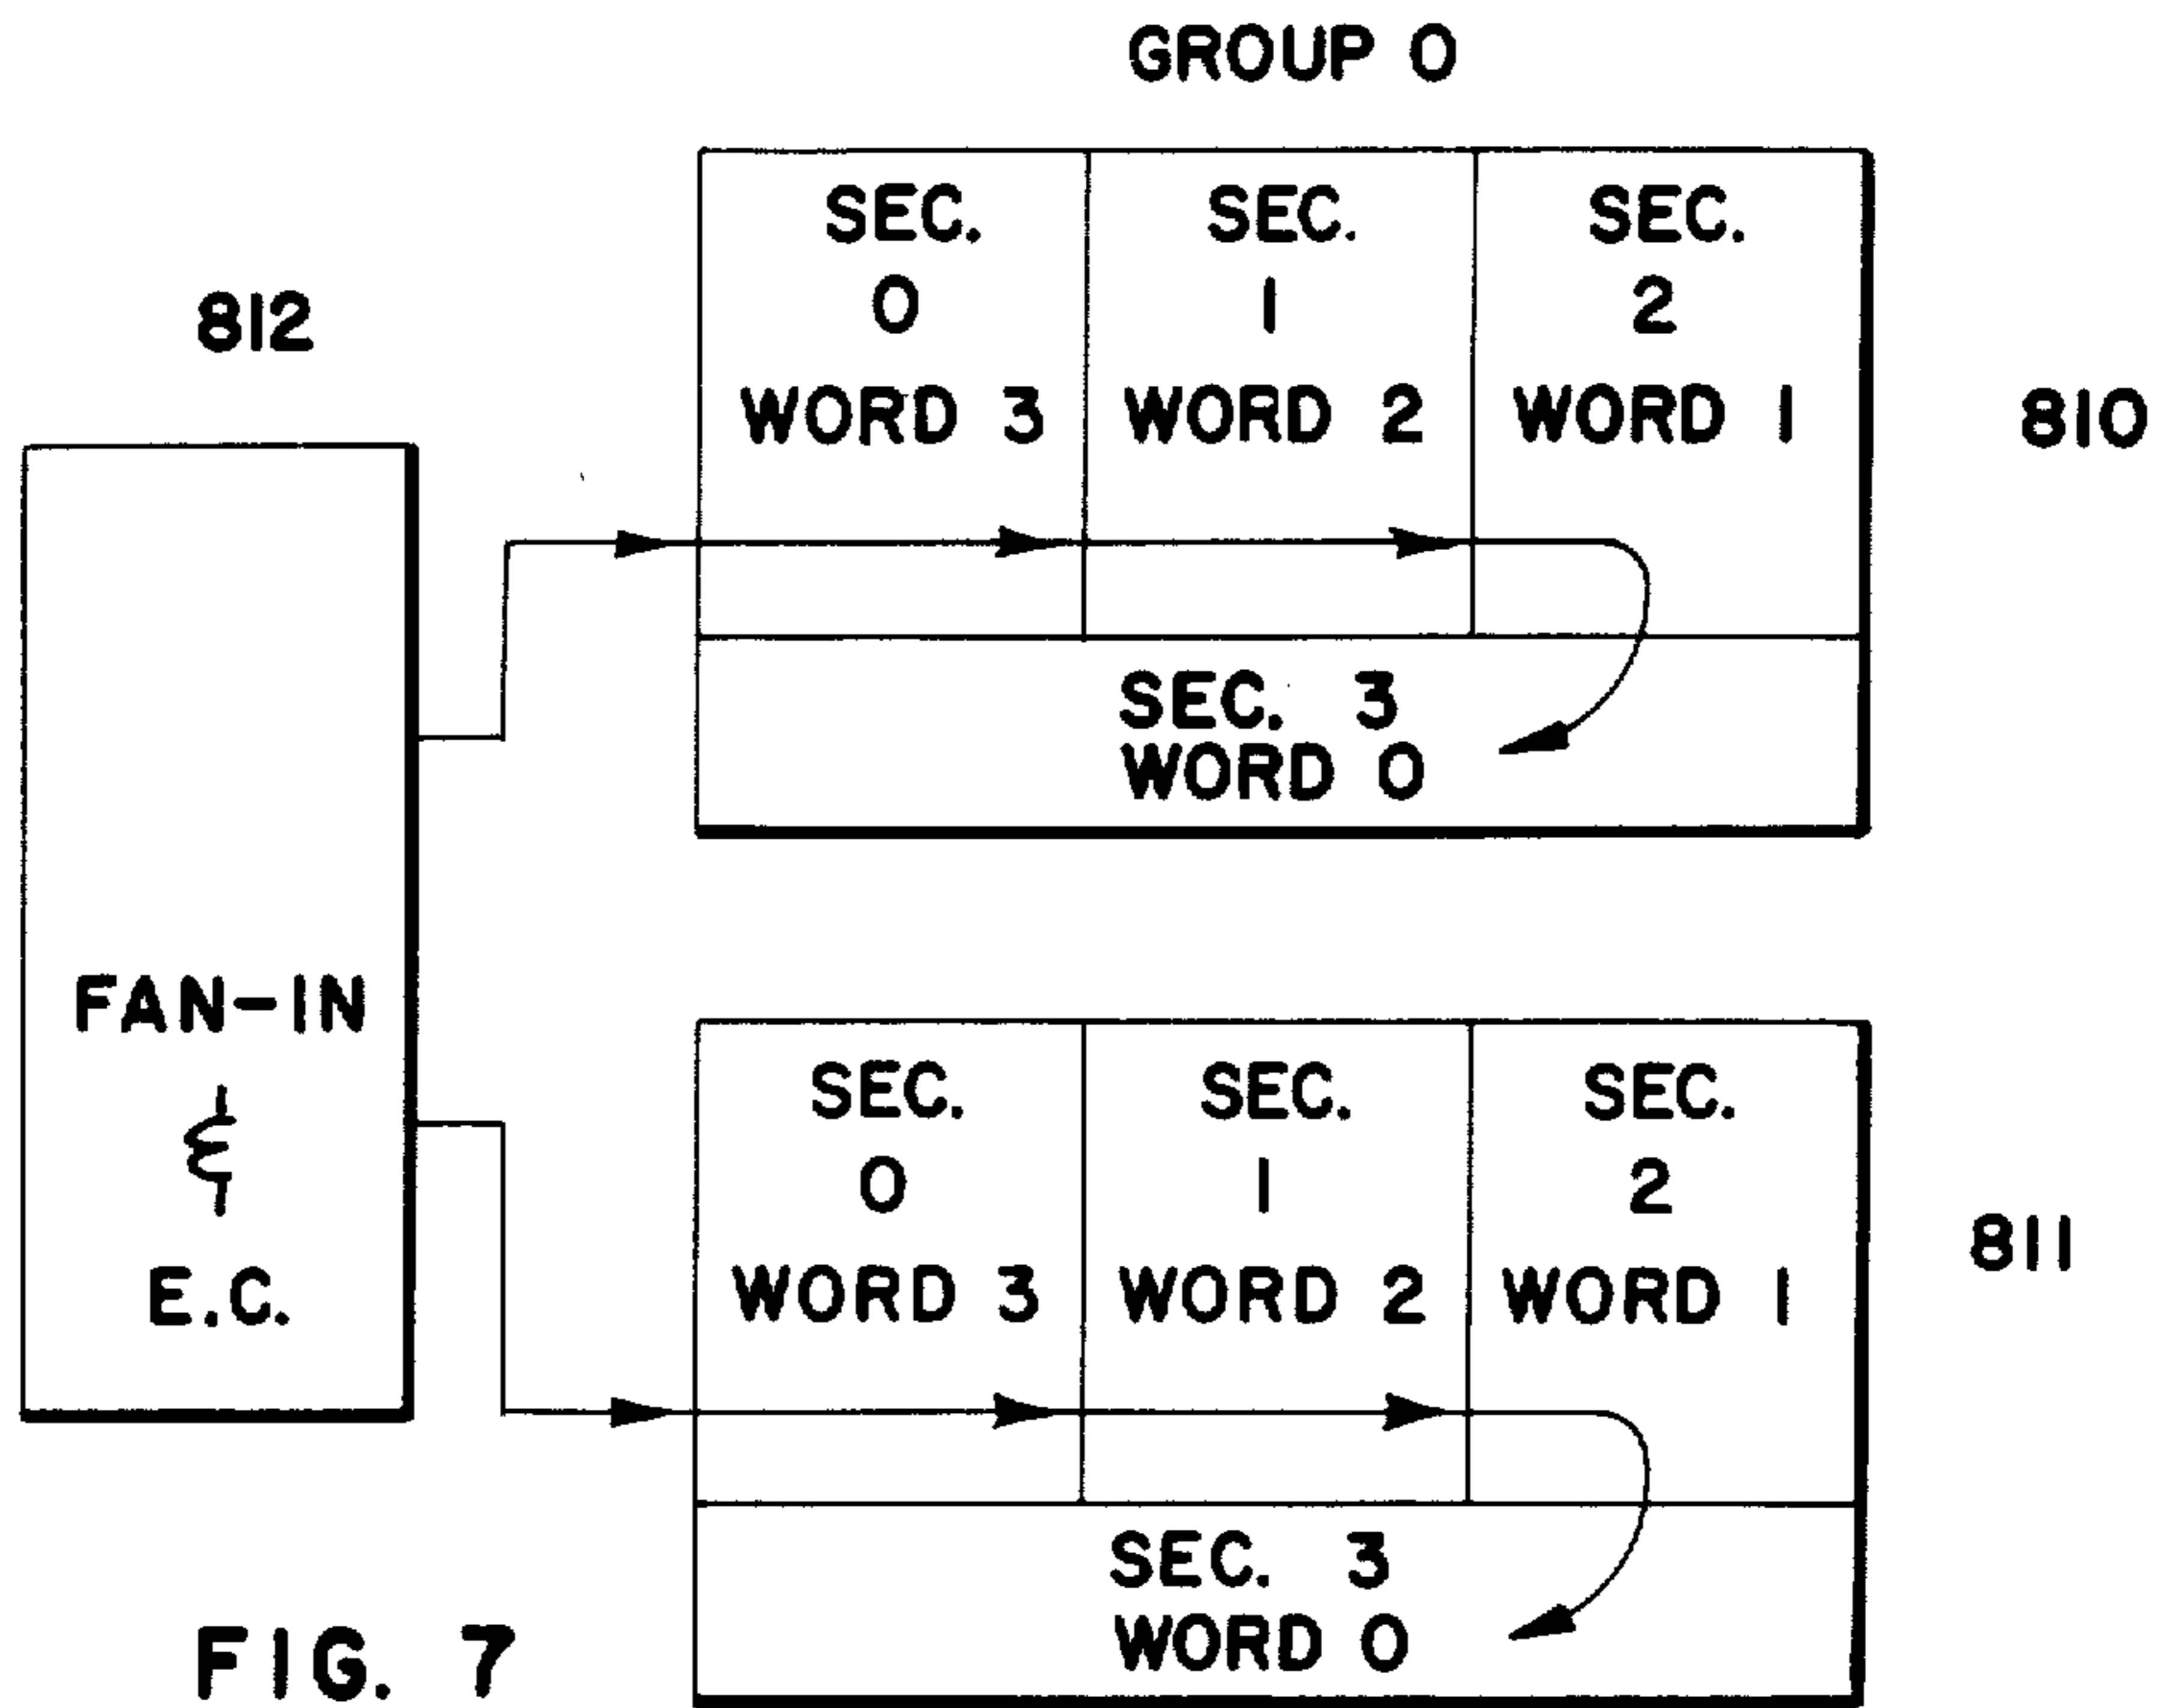 GROUP 0
SEC. SEC. SEC.
0 1 2
WORD 3 WORD 2 WORD 1
SEC. 3
WORD 0
810
812
FAN-IN
&
E.C.
SEC. SEC. SEC.
0 1 2
WORD 3 WORD 2 WORD 1
SEC. 3
WORD 0
811
FIG. 7